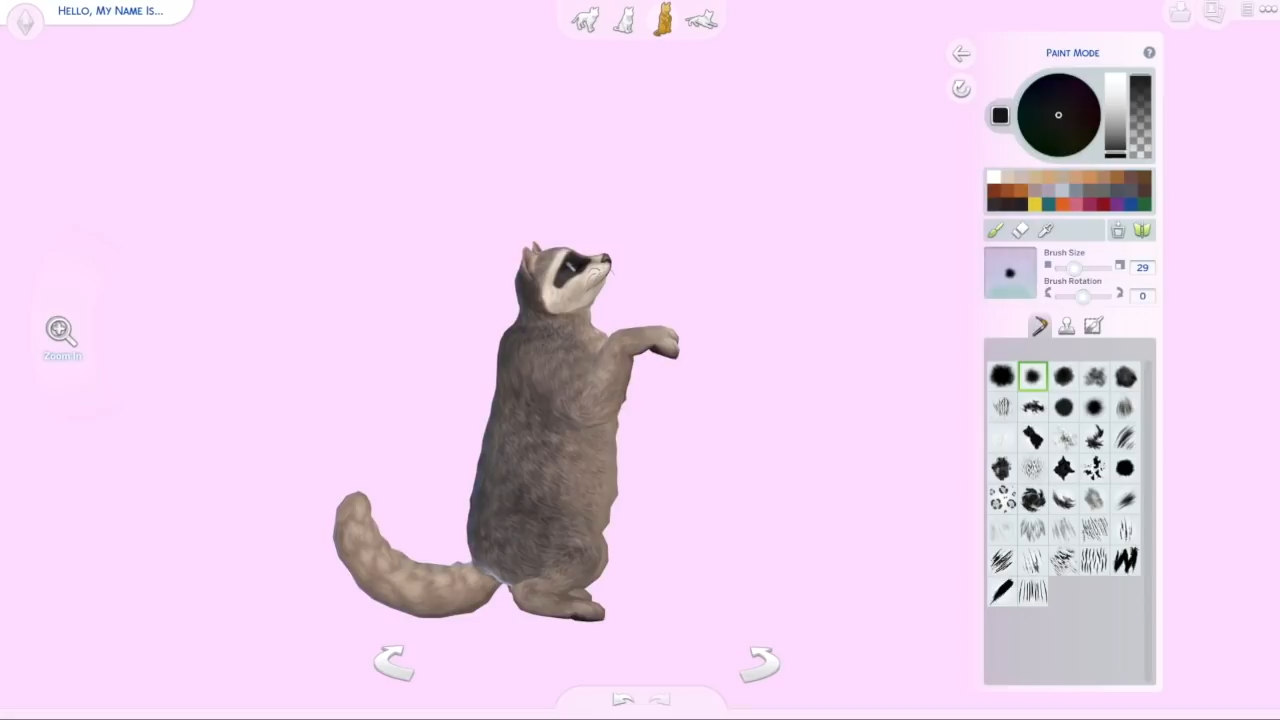 Hello, My Name Is...
Paint Mode
?
Brush Size
29
Brush Rotation
0
Zoom In